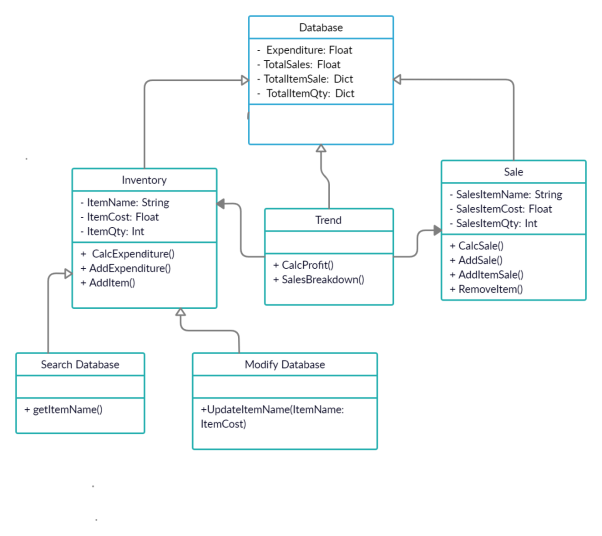 Database
- Expenditure: Float
- TotalSales: Float
- TotalItemSale: Dict
- TotalItemQty: Dict
Inventory
- ItemName: String
- ItemCost: Float
- ItemQty: Int
+ CalcExpenditure()
+ AddExpenditure()
+ AddItem()
Trend
+ CalcProfit()
+ SalesBreakdown()
Sale
- SalesItemName: String
- SalesItemCost: Float
- SalesItemQty: Int
+ CalcSale()
+ AddSale()
+ AddItemSale()
+ RemoveItem()
Search Database
+ getItemName()
Modify Database
+UpdateItemName(ItemName:
ItemCost)